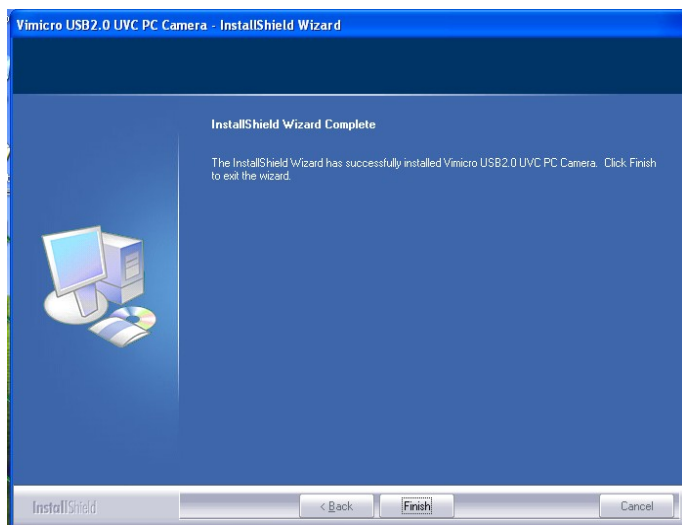 Vimicro USB2.0 UVC PC Camera - InstallShield Wizard
InstallShield Wizard Complete
The InstallShield Wizard has successfully installed Vimicro USB2.0 UVC PC Camera. Click Finish
to exit the wizard.
InstallShield
< Back
Finish
Cancel